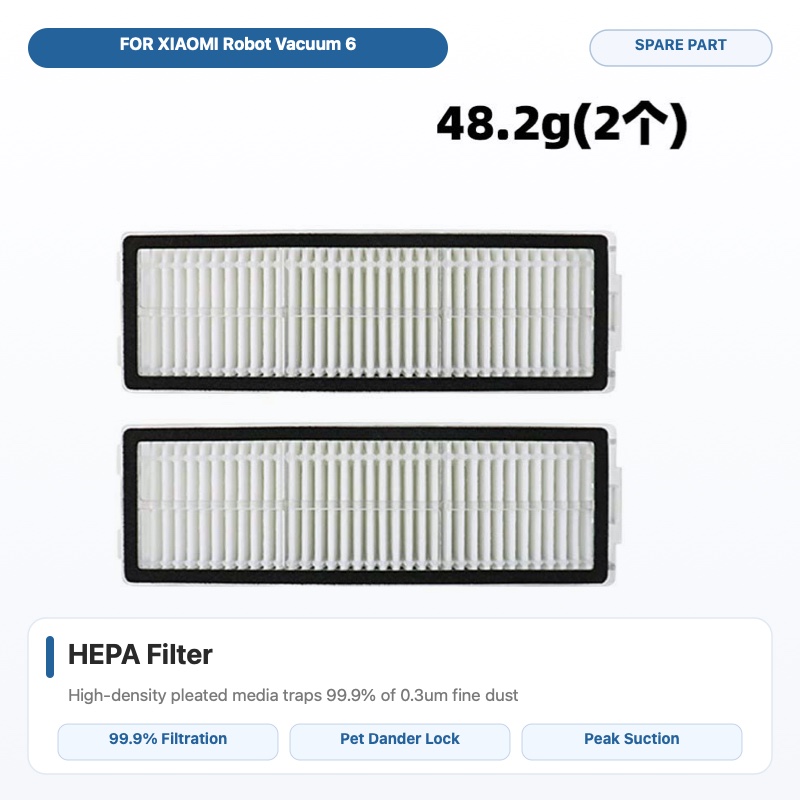 FOR XIAOMI Robot Vacuum 6
SPARE PART
48.2g(2个)
HEPA Filter
High-density pleated media traps 99.9% of 0.3um fine dust
99.9% Filtration
Pet Dander Lock
Peak Suction